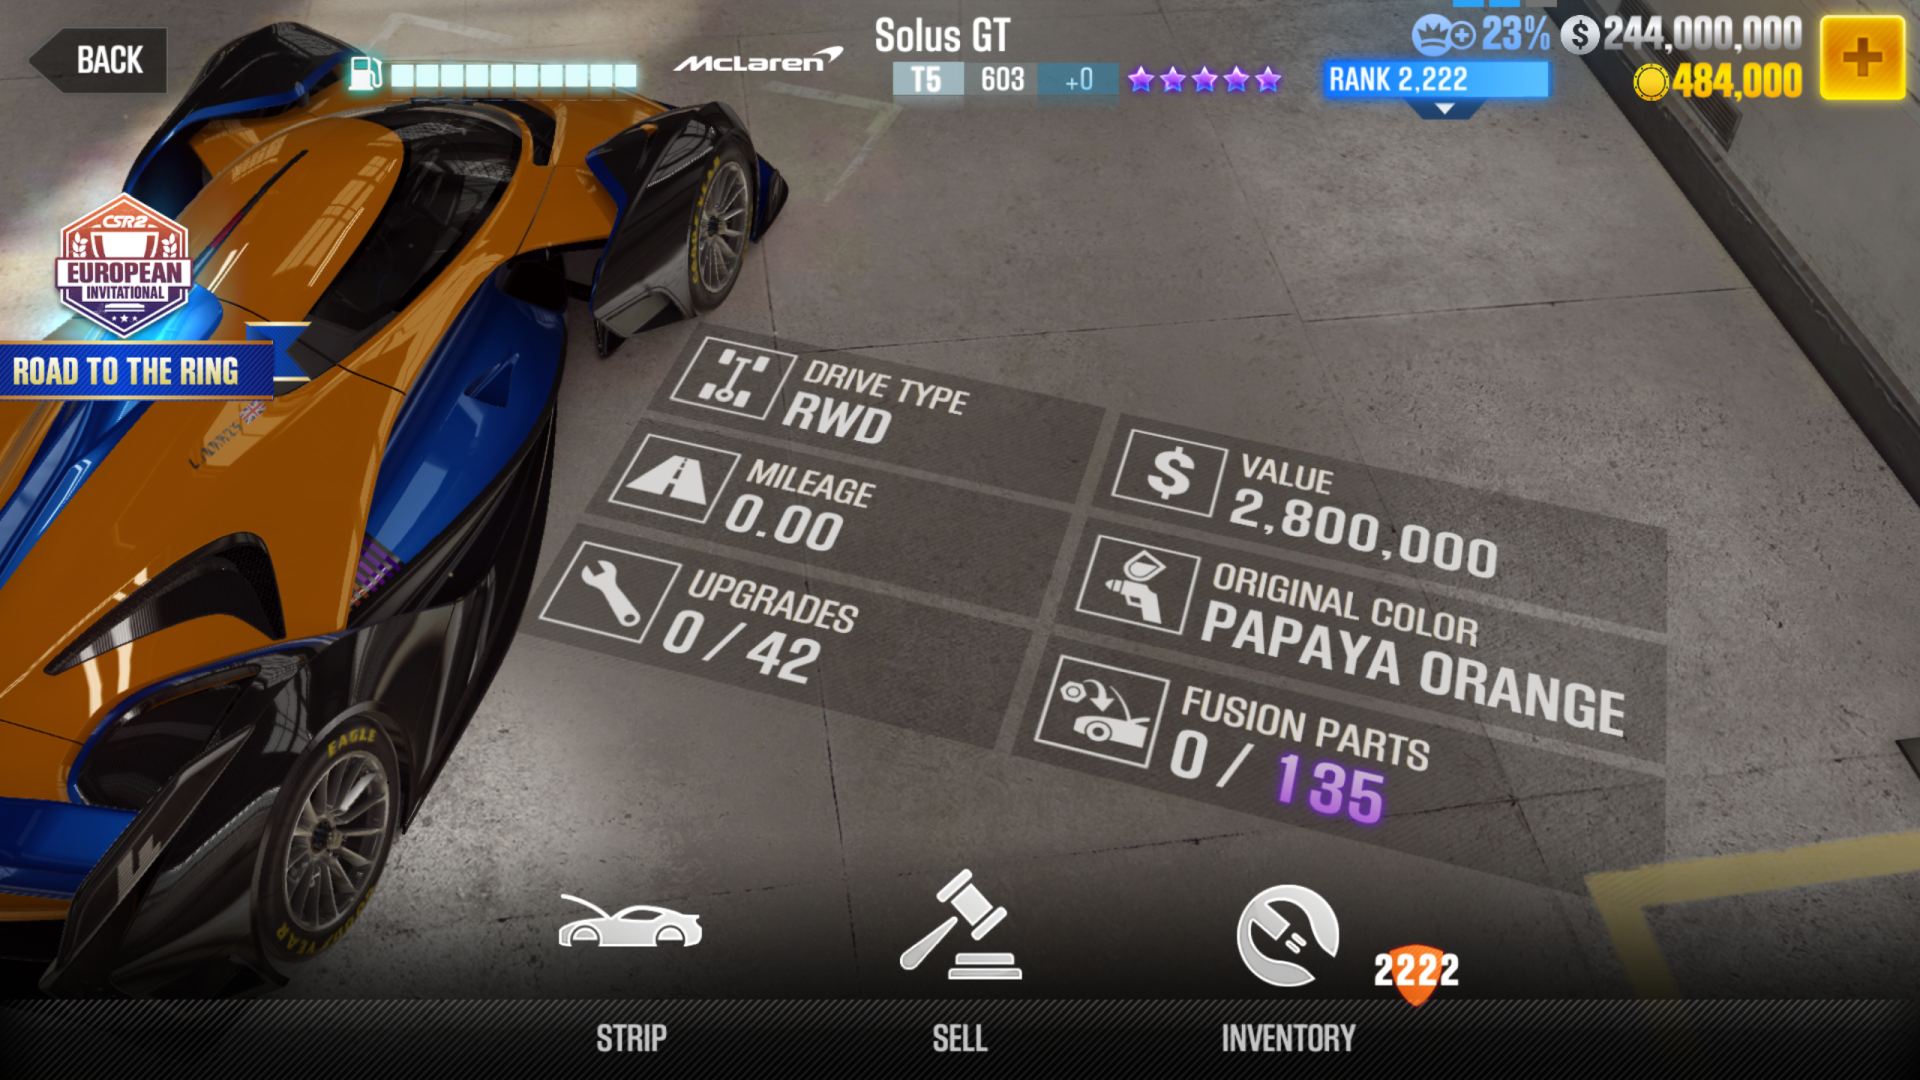 BACK
McLaren
Solus GT
T5 603 +0
23%
RANK 2,222
244,000,000
484,000
CSR2
EUROPEAN
INVITATIONAL
ROAD TO THE RING
DRIVE TYPE
RWD
MILEAGE
0.00
UPGRADES
0 / 42
VALUE
2,800,000
ORIGINAL COLOR
PAPAYA ORANGE
FUSION PARTS
0 / 135
EAGLE
GOODYEAR
2222
STRIP
SELL
INVENTORY